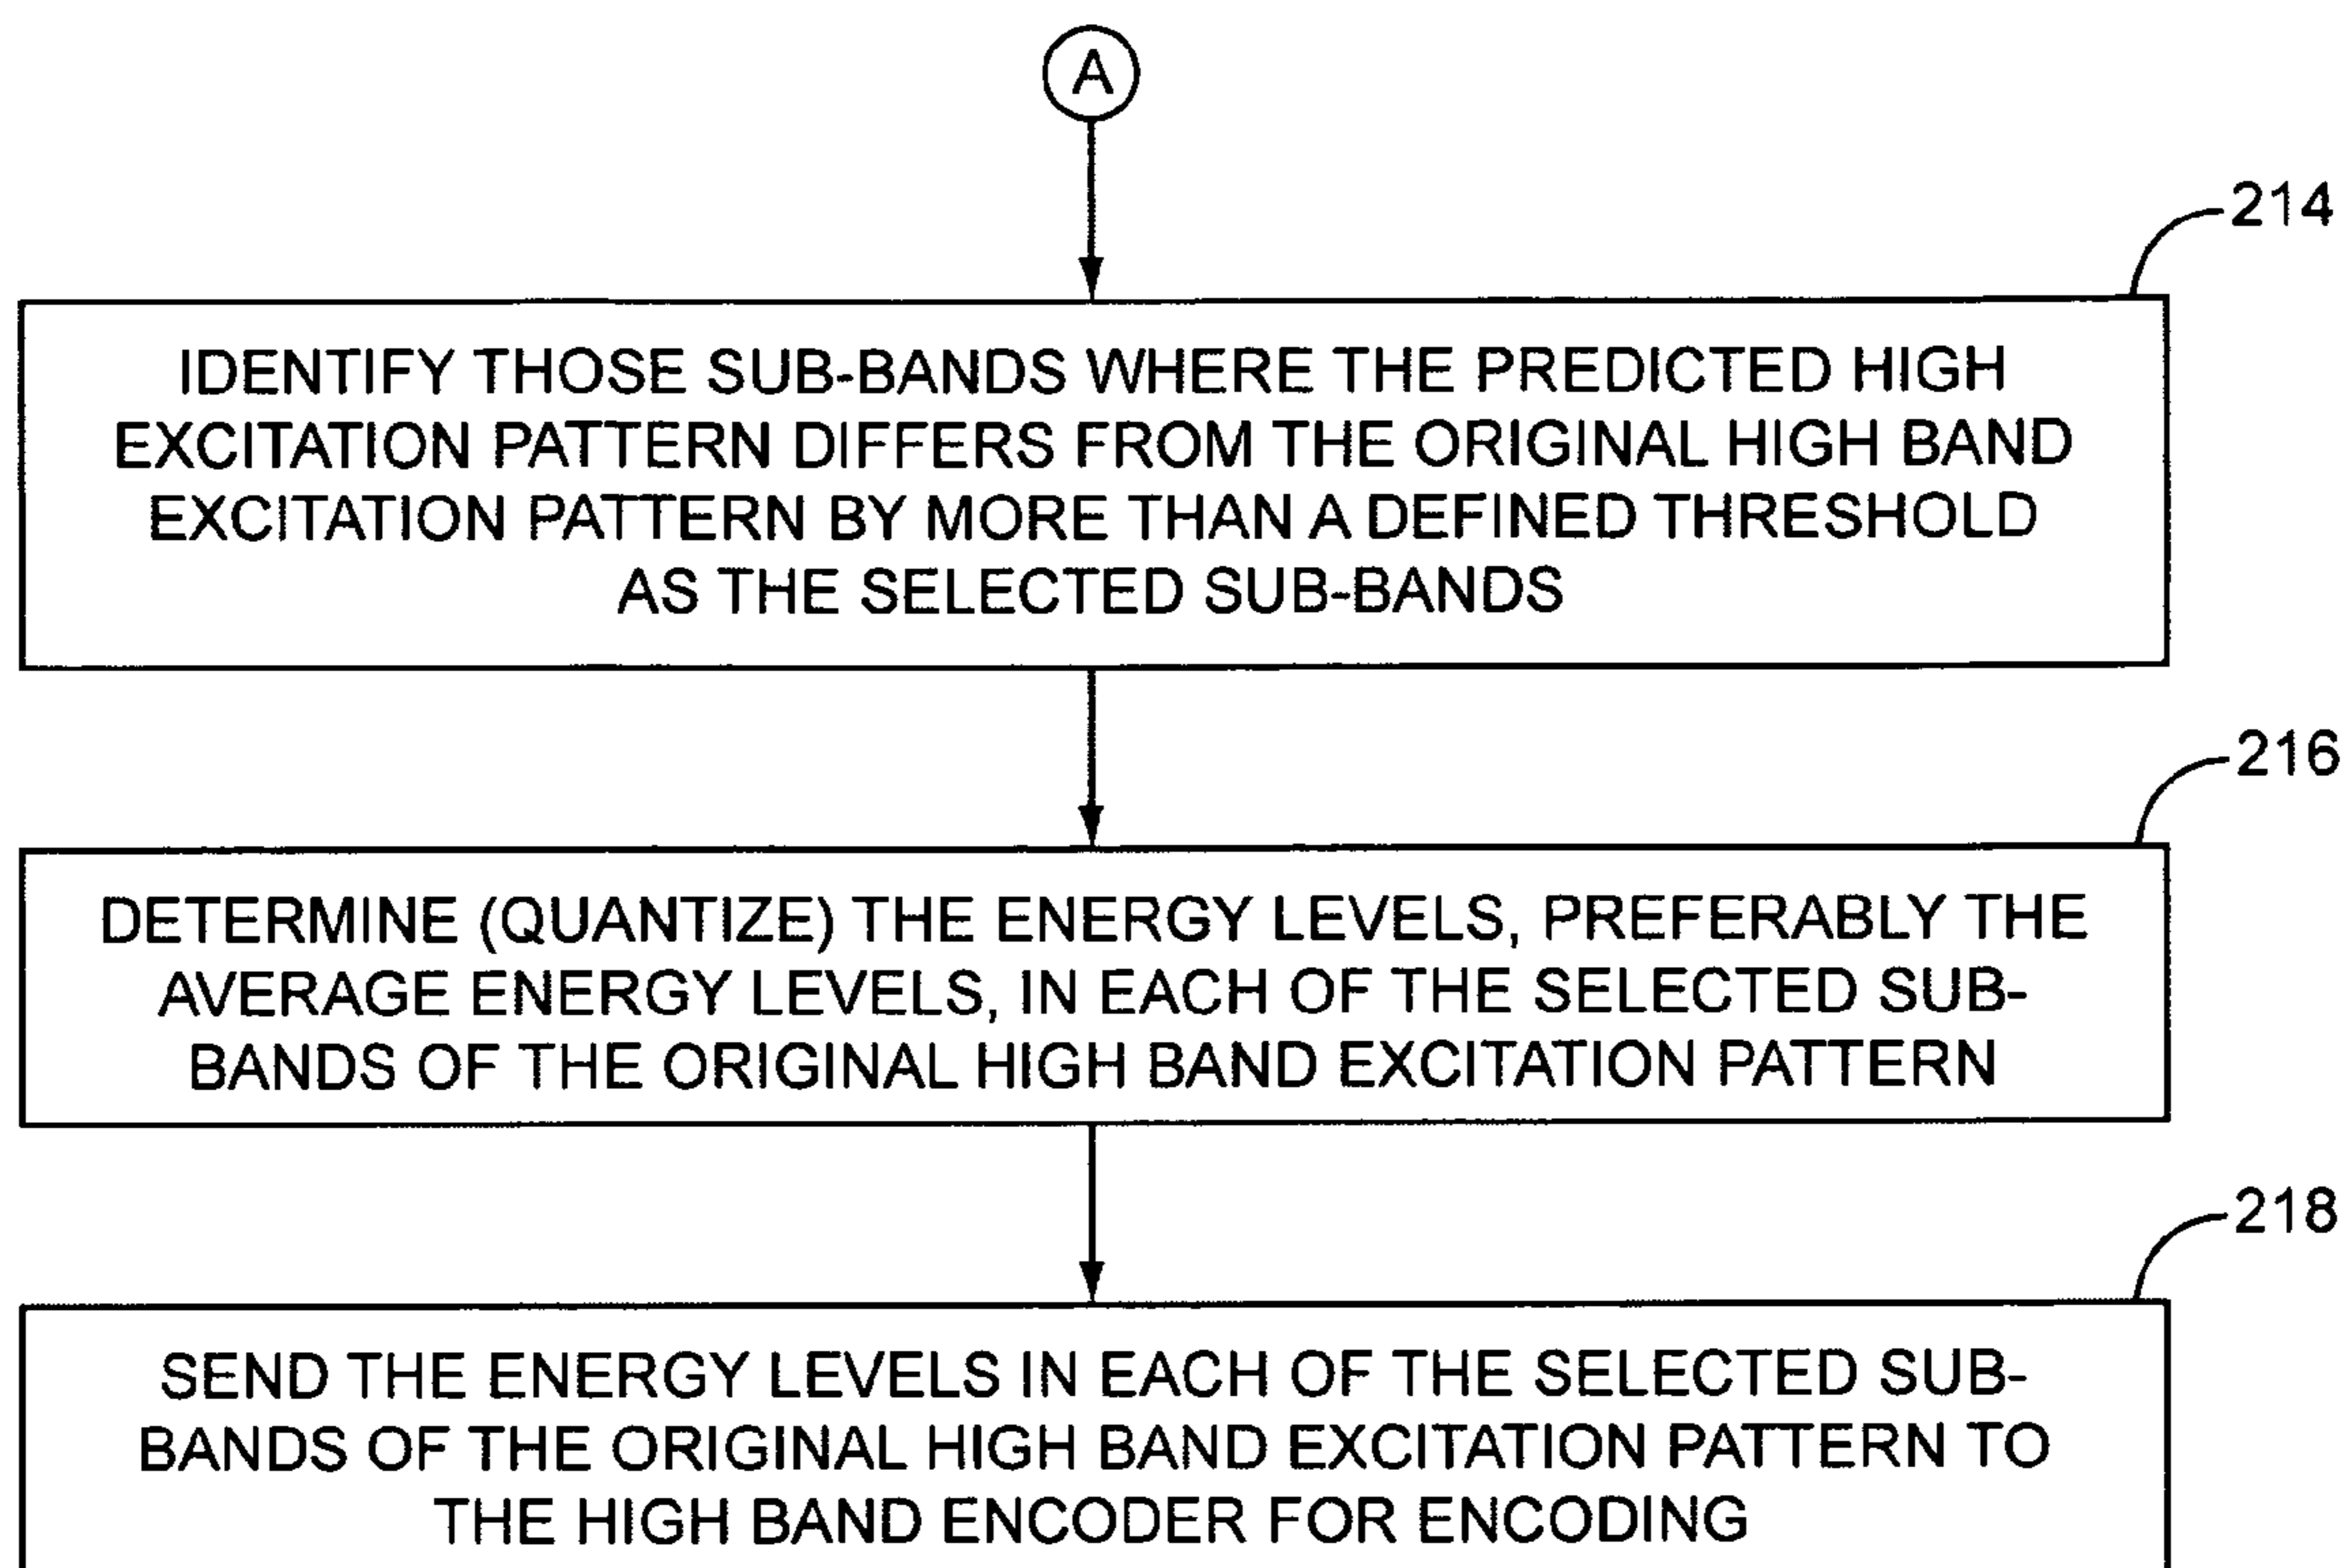 A
214
IDENTIFY THOSE SUB-BANDS WHERE THE PREDICTED HIGH
EXCITATION PATTERN DIFFERS FROM THE ORIGINAL HIGH BAND
EXCITATION PATTERN BY MORE THAN A DEFINED THRESHOLD
AS THE SELECTED SUB-BANDS
216
DETERMINE (QUANTIZE) THE ENERGY LEVELS, PREFERABLY THE
AVERAGE ENERGY LEVELS, IN EACH OF THE SELECTED SUB-
BANDS OF THE ORIGINAL HIGH BAND EXCITATION PATTERN
218
SEND THE ENERGY LEVELS IN EACH OF THE SELECTED SUB-
BANDS OF THE ORIGINAL HIGH BAND EXCITATION PATTERN TO
THE HIGH BAND ENCODER FOR ENCODING